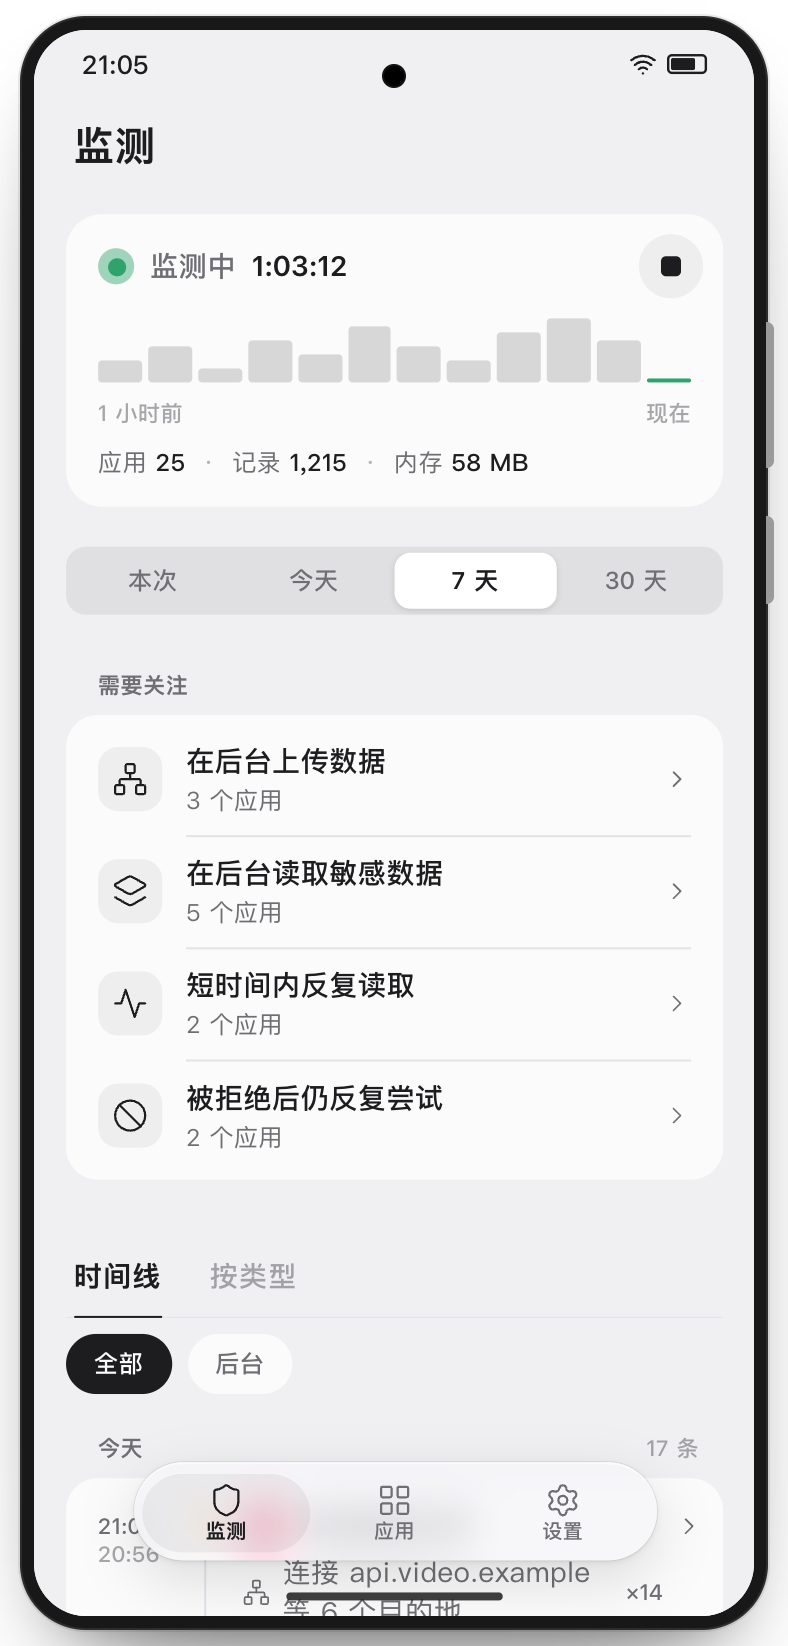 21:05
监测
监测中 1:03:12
1 小时前 现在
应用 25 · 记录 1,215 · 内存 58 MB
本次 今天 7 天 30 天
需要关注
在后台上传数据
3 个应用
在后台读取敏感数据
5 个应用
短时间内反复读取
2 个应用
被拒绝后仍反复尝试
2 个应用
时间线 按类型
全部 后台
今天 17 条
监测 应用 设置
20:56
连接 api.video.example
等 6 个目的地 ×14